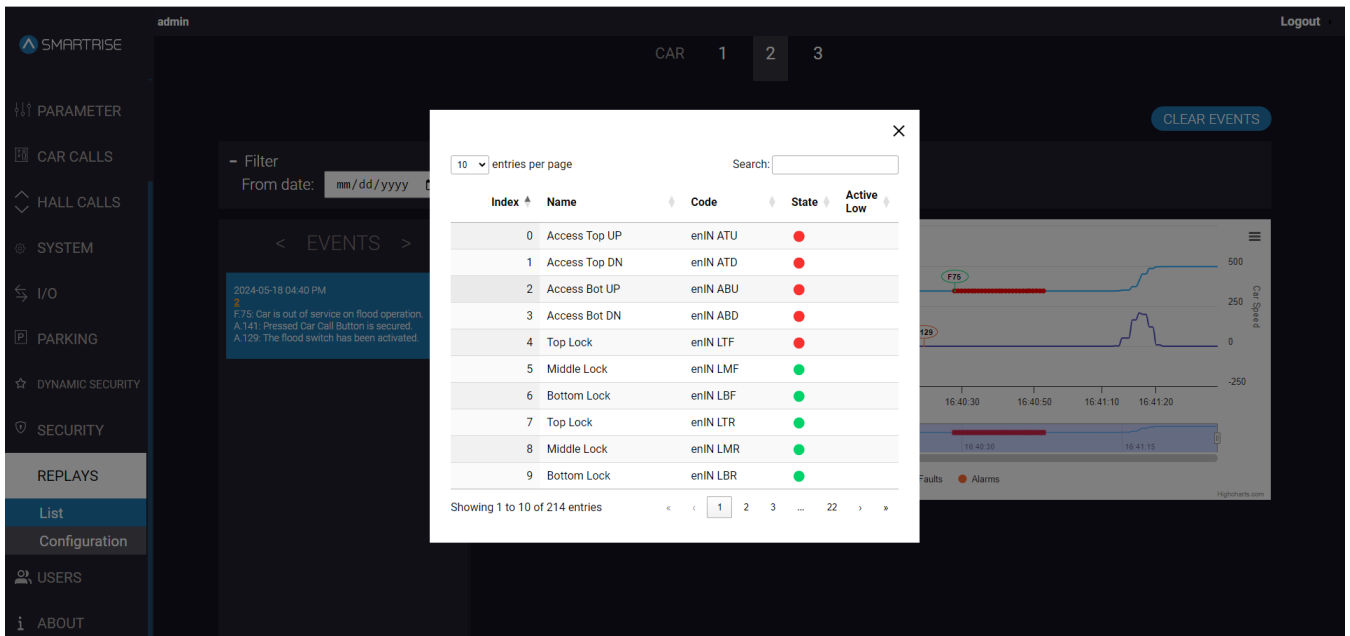 admin
Logout
SMARTRISE
CAR 1 2 3
PARAMETER
CAR CALLS
HALL CALLS
SYSTEM
I/O
PARKING
DYNAMIC SECURITY
SECURITY
REPLAYS
List
Configuration
USERS
ABOUT
CLEAR EVENTS
– Filter
From date: mm/dd/yyyy
< EVENTS >
2024-05-18 04:40 PM
2
F.75: Car is out of service on flood operation.
A.141: Pressed Car Call Button is secured.
A.129: The flood switch has been activated.
10 entries per page
Search:
Index Name Code State Active Low
0 Access Top UP enIN ATU
1 Access Top DN enIN ATD
2 Access Bot UP enIN ABU
3 Access Bot DN enIN ABD
4 Top Lock enIN LTF
5 Middle Lock enIN LMF
6 Bottom Lock enIN LBF
7 Top Lock enIN LTR
8 Middle Lock enIN LMR
9 Bottom Lock enIN LBR
Showing 1 to 10 of 214 entries
« ‹ 1 2 3 ... 22 › »
F75
129
500
250
0
-250
Car Speed
16:40:30 16:40:50 16:41:10 16:41:20
16:40:30 16:41:15
Faults Alarms
Highcharts.com